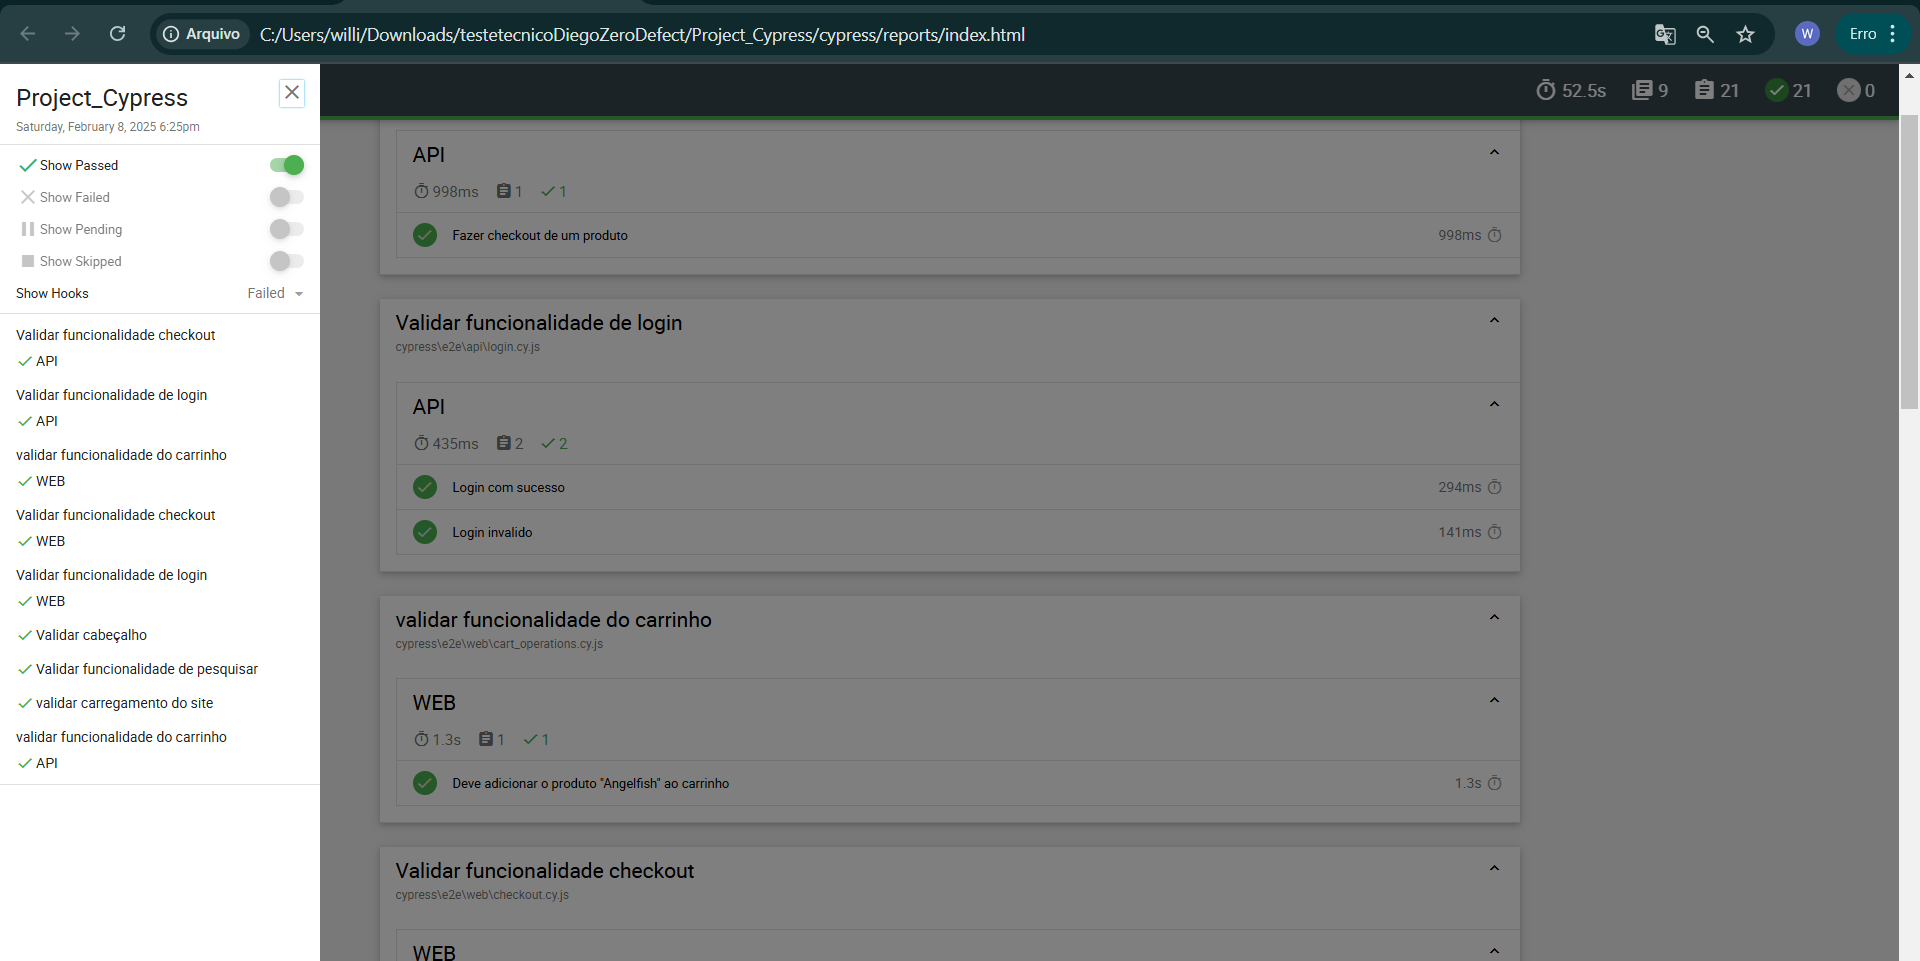 Arquivo C:/Users/willi/Downloads/testetecnicoDiegoZeroDefect/Project_Cypress/cypress/reports/index.html W Erro
Project_Cypress
Saturday, February 8, 2025 6:25pm
Show Passed
Show Failed
Show Pending
Show Skipped
Show Hooks Failed
Validar funcionalidade checkout
API
Validar funcionalidade de login
API
validar funcionalidade do carrinho
WEB
Validar funcionalidade checkout
WEB
Validar funcionalidade de login
WEB
Validar cabeçalho
Validar funcionalidade de pesquisar
validar carregamento do site
validar funcionalidade do carrinho
API
52.5s 9 21 21 0
API
998ms 1 1
Fazer checkout de um produto 998ms
Validar funcionalidade de login
cypress\e2e\api\login.cy.js
API
435ms 2 2
Login com sucesso 294ms
Login invalido 141ms
validar funcionalidade do carrinho
cypress\e2e\web\cart_operations.cy.js
WEB
1.3s 1 1
Deve adicionar o produto "Angelfish" ao carrinho 1.3s
Validar funcionalidade checkout
cypress\e2e\web\checkout.cy.js
WEB